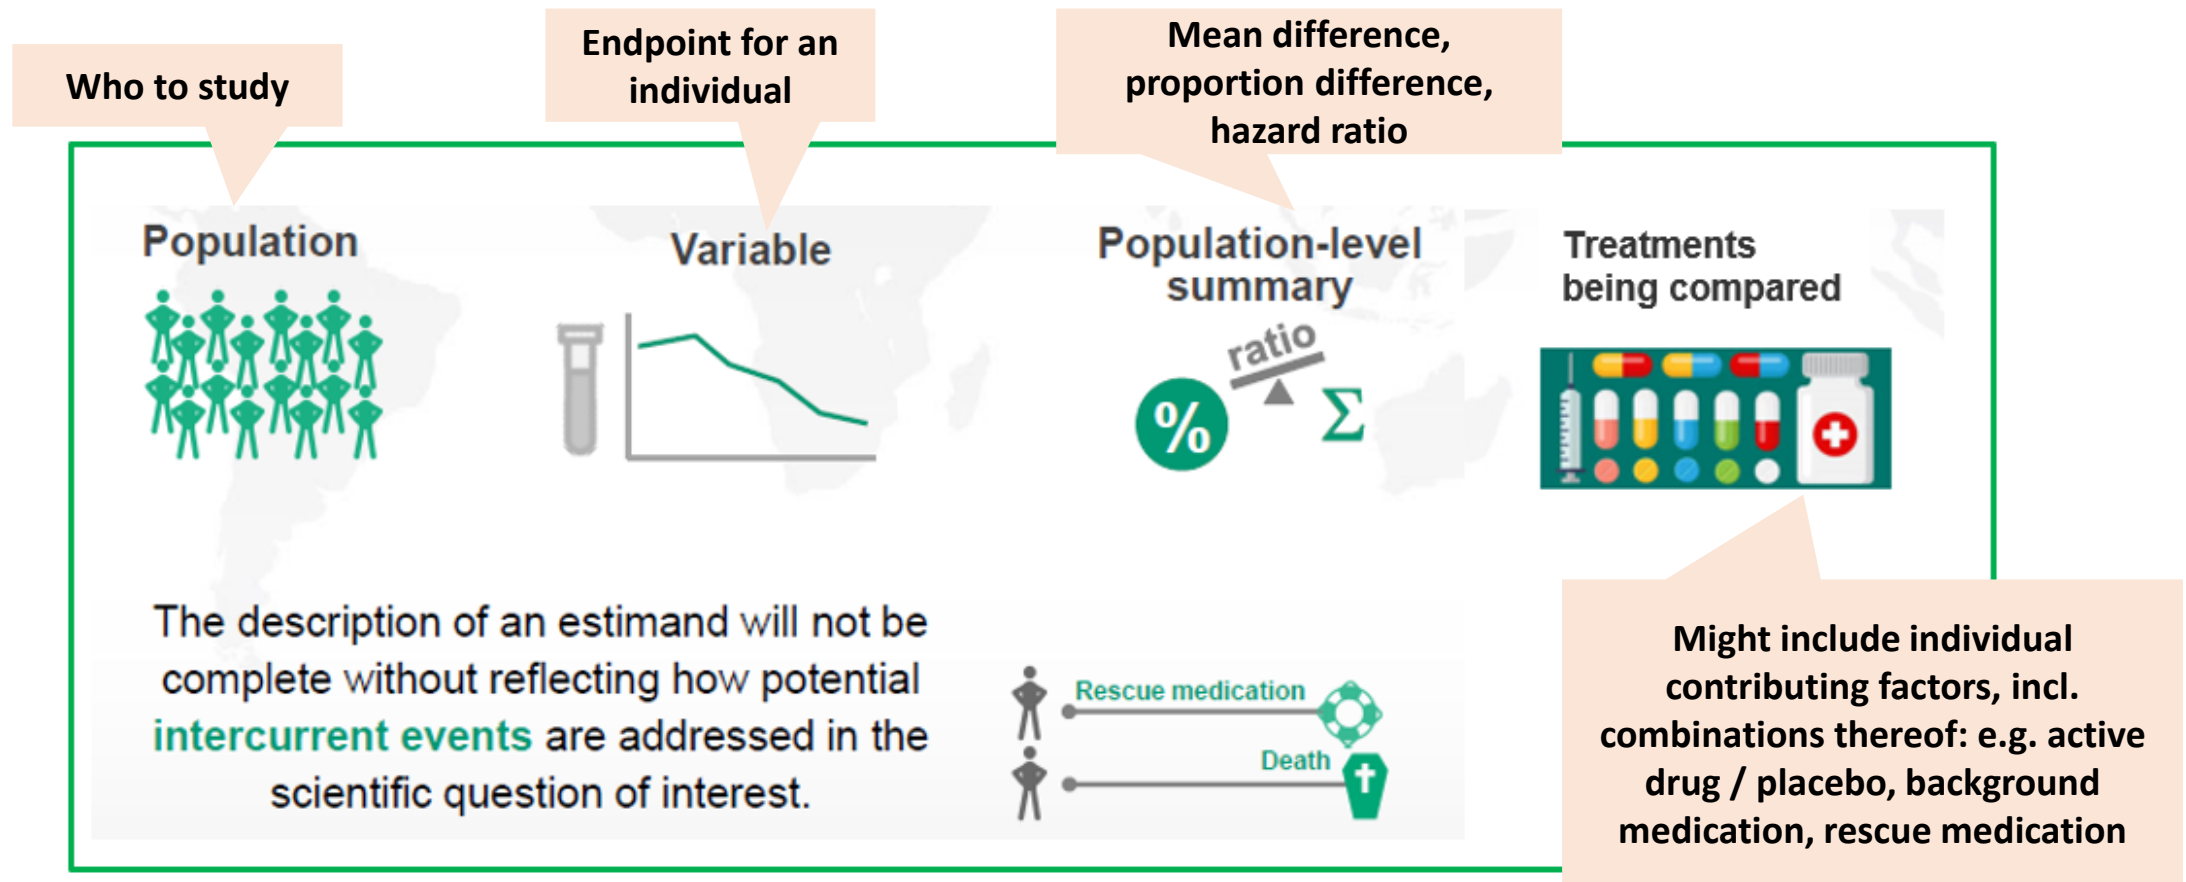 Who to study
Endpoint for an
individual
Mean difference,
proportion difference,
hazard ratio
Population
Variable
Population-level
summary
ratio
%
Σ
Treatments
being compared
The description of an estimand will not be
complete without reflecting how potential
intercurrent events are addressed in the
scientific question of interest.
Rescue medication
Death
Might include individual
contributing factors, incl.
combinations thereof: e.g. active
drug / placebo, background
medication, rescue medication